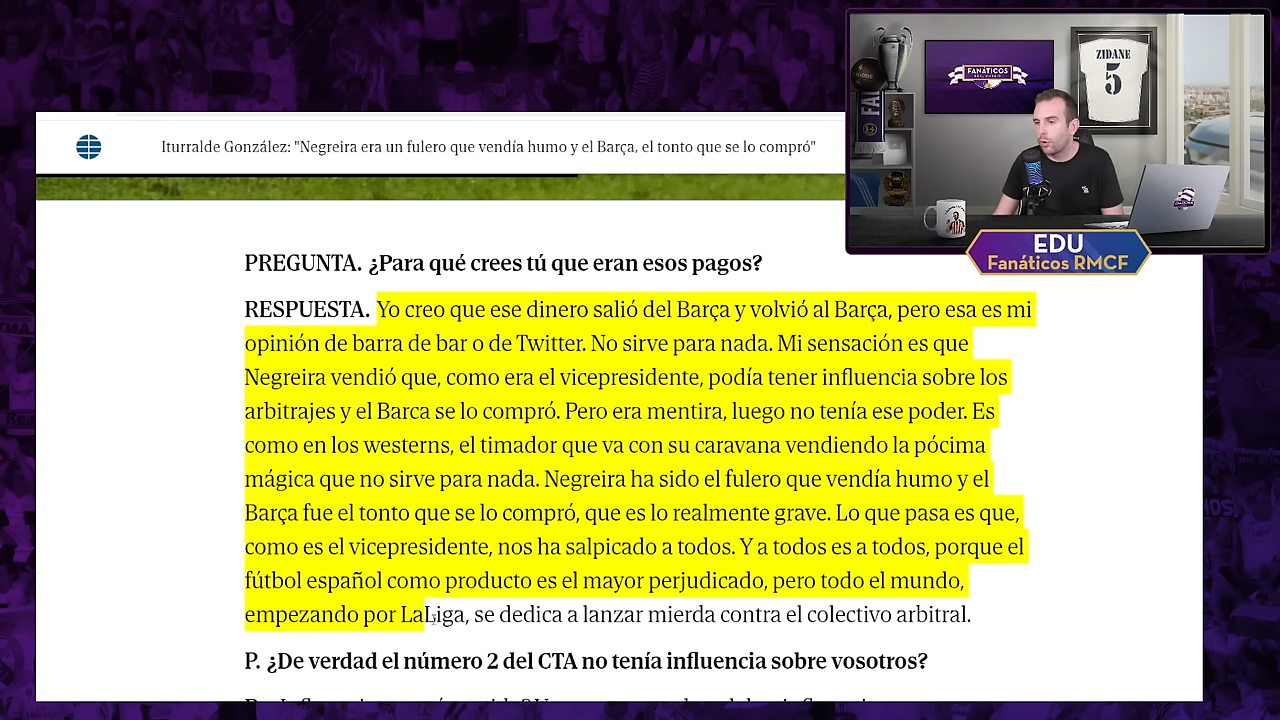 Iturralde González: "Negreira era un fulero que vendía humo y el Barça, el tonto que se lo compró"
ZIDANE
5
FANÁTICOS
EDU
Fanáticos RMCF
PREGUNTA. ¿Para qué crees tú que eran esos pagos?
RESPUESTA. Yo creo que ese dinero salió del Barça y volvió al Barça, pero esa es mi
opinión de barra de bar o de Twitter. No sirve para nada. Mi sensación es que
Negreira vendió que, como era el vicepresidente, podía tener influencia sobre los
arbitrajes y el Barca se lo compró. Pero era mentira, luego no tenía ese poder. Es
como en los westerns, el timador que va con su caravana vendiendo la pócima
mágica que no sirve para nada. Negreira ha sido el fulero que vendía humo y el
Barça fue el tonto que se lo compró, que es lo realmente grave. Lo que pasa es que,
como es el vicepresidente, nos ha salpicado a todos. Y a todos es a todos, porque el
fútbol español como producto es el mayor perjudicado, pero todo el mundo,
empezando por LaLiga, se dedica a lanzar mierda contra el colectivo arbitral.
P. ¿De verdad el número 2 del CTA no tenía influencia sobre vosotros?